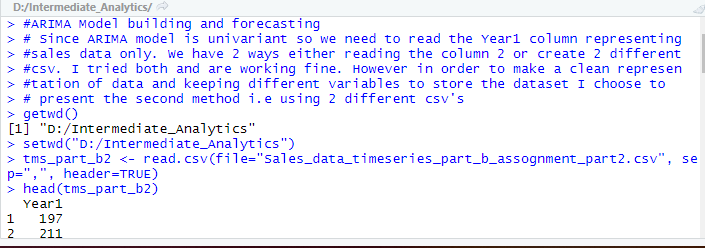 D:/Intermediate_Analytics/
> #ARIMA Model building and forecasting
> # Since ARIMA model is univariant so we need to read the Year1 column representing
> #sales data only. We have 2 ways either reading the column 2 or create 2 different
> #csv. I tried both and are working fine. However in order to make a clean represen
> #tation of data and keeping different variables to store the dataset I choose to
> # present the second method i.e using 2 different csv's
> getwd()
[1] "D:/Intermediate_Analytics"
> setwd("D:/Intermediate_Analytics")
> tms_part_b2 <- read.csv(file="Sales_data_timeseries_part_b_assognment_part2.csv", se
p=",", header=TRUE)
> head(tms_part_b2)
Year1
1 197
2 211